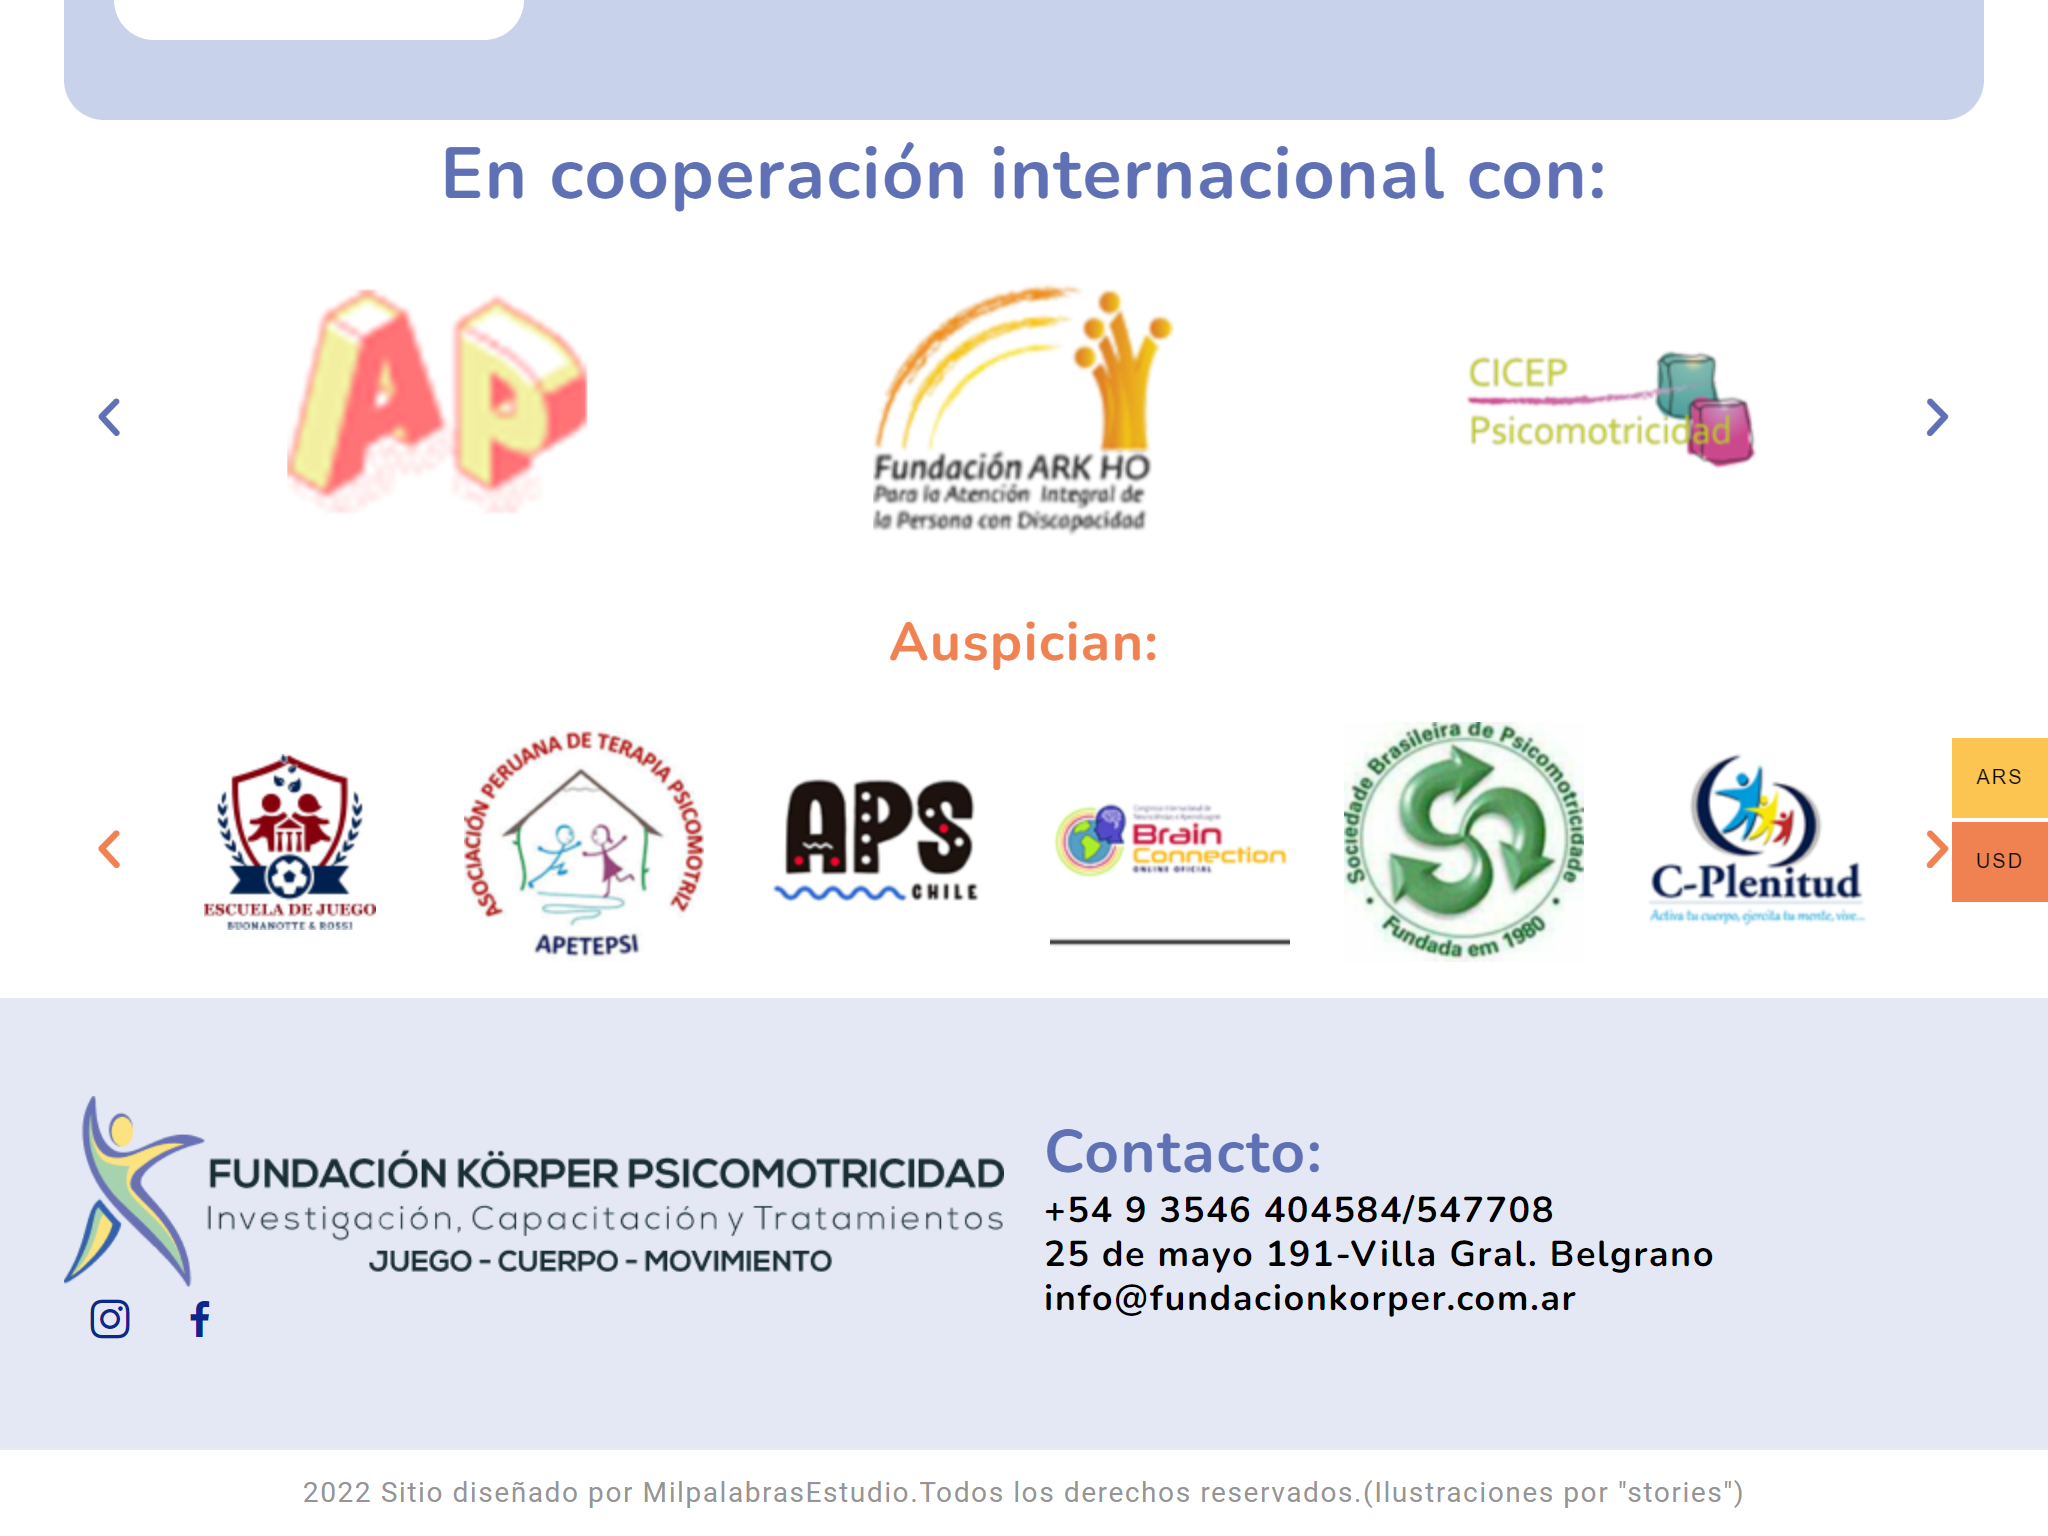 En cooperación internacional con:
AP
Fundación ARK HO
Para la Atención Integral de
la Persona con Discapacidad
CICEP
Psicomotricidad
Auspician:
ESCUELA DE JUEGO
BUONANOTTE & ROSSI
ASOCIACIÓN PERUANA DE TERAPIA PSICOMOTRIZ
APETEPSI
APS
CHILE
Brain
Connection
ONLINE OFICIAL
Sociedade Brasileira de Psicomotricidade
• Fundada em 1980 •
C-Plenitud
Activa tu cuerpo, ejercita tu mente, vive...
ARS
USD
FUNDACIÓN KÖRPER PSICOMOTRICIDAD
Investigación, Capacitación y Tratamientos
JUEGO - CUERPO - MOVIMIENTO
Contacto:
+54 9 3546 404584/547708
25 de mayo 191-Villa Gral. Belgrano
info@fundacionkorper.com.ar
2022 Sitio diseñado por MilpalabrasEstudio.Todos los derechos reservados.(Ilustraciones por "stories")